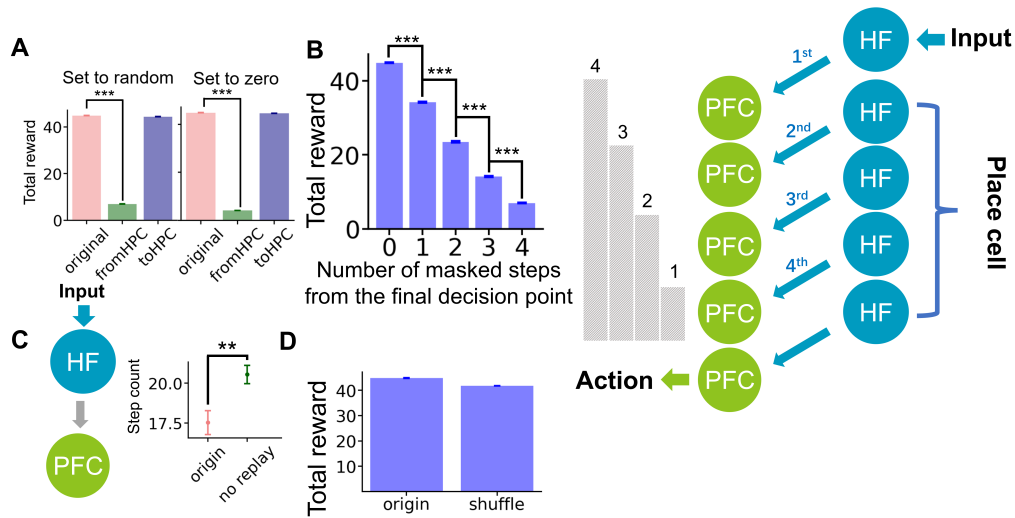 A
Set to random
Set to zero
***
***
Total reward
40
20
0
original
fromHPC
toHPC
original
fromHPC
toHPC
B
***
***
***
***
Total reward
40
20
0
0 1 2 3 4
Number of masked steps
from the final decision point
4
3
2
1
HF
Input
1st
PFC
HF
2nd
PFC
HF
3rd
PFC
HF
4th
PFC
HF
Action
PFC
Place cell
C
Input
HF
PFC
**
Step count
20.0
17.5
origin
no replay
D
Total reward
40
30
20
10
origin
shuffle